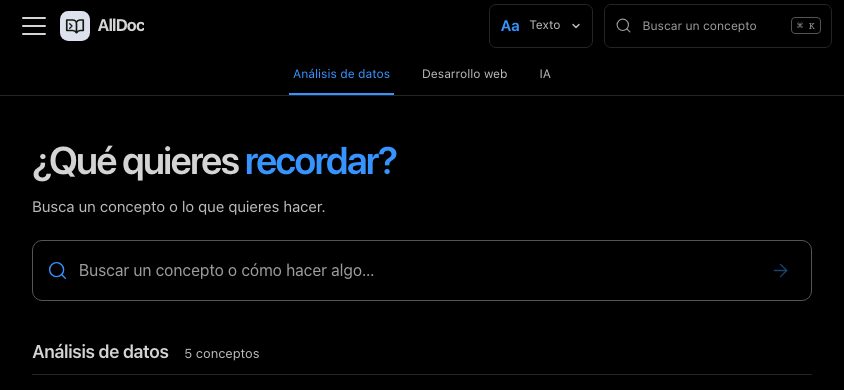 AllDoc
Aa Texto
Buscar un concepto
⌘ K
Análisis de datos
Desarrollo web
IA
¿Qué quieres recordar?
Busca un concepto o lo que quieres hacer.
Buscar un concepto o cómo hacer algo...
Análisis de datos 5 conceptos